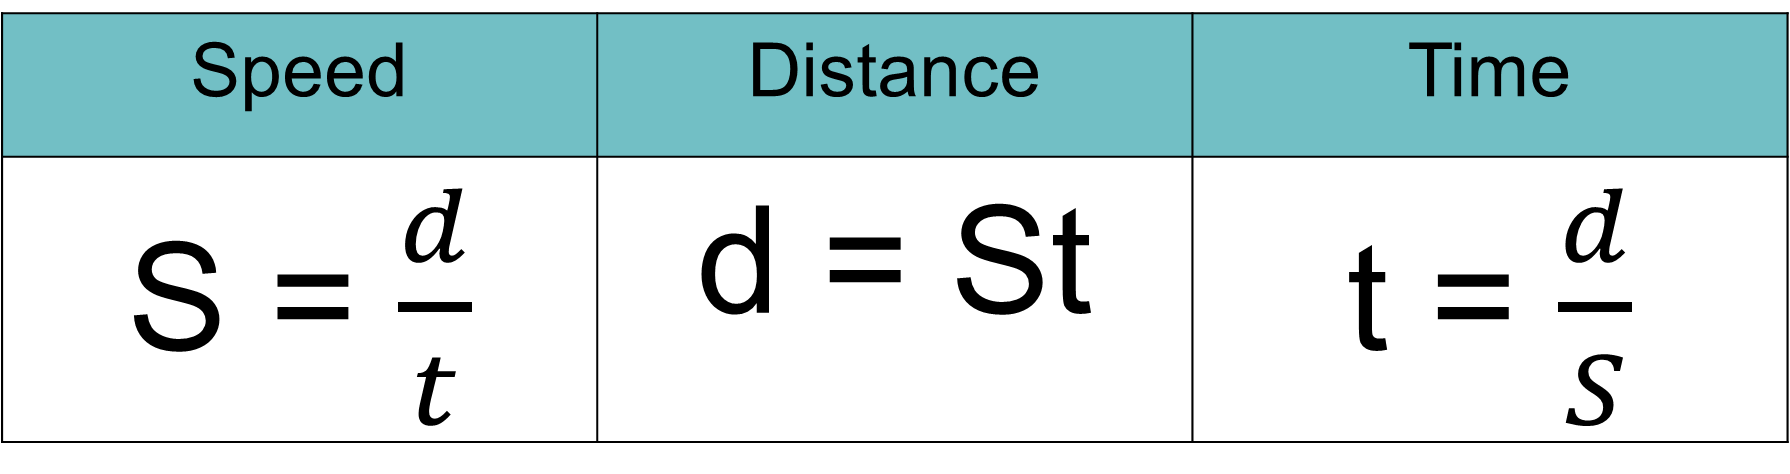 Speed Distance Time
S = d/t d = St t = d/S